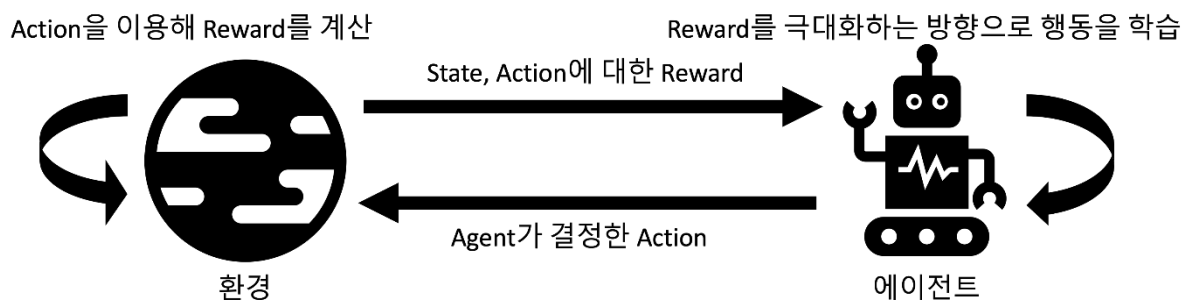 Action을 이용해 Reward를 계산
Reward를 극대화하는 방향으로 행동을 학습
State, Action에 대한 Reward
Agent가 결정한 Action
환경
에이전트